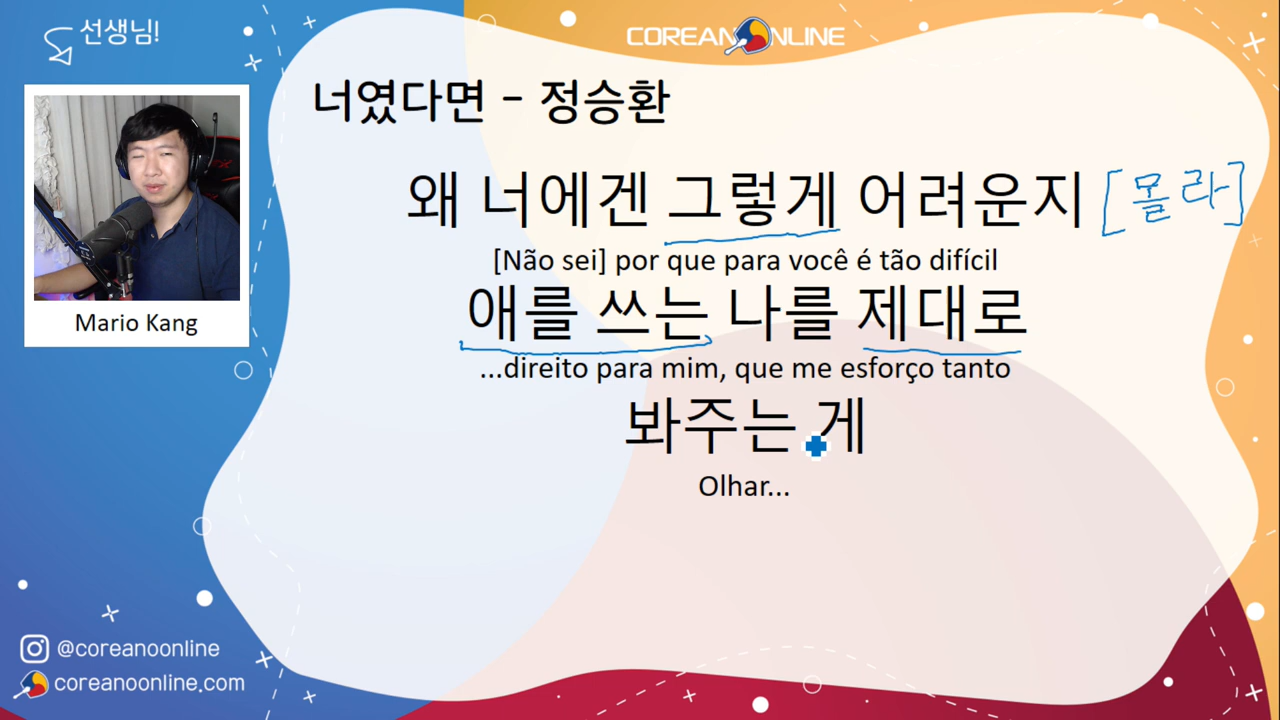 선생님!
COREANONLINE
Mario Kang
너였다면 - 정승환
왜 너에겐 그렇게 어려운지 [몰라]
[Não sei] por que para você é tão difícil
애를 쓰는 나를 제대로
...direito para mim, que me esforço tanto
봐주는 게
Olhar...
@coreanoonline
coreanoonline.com